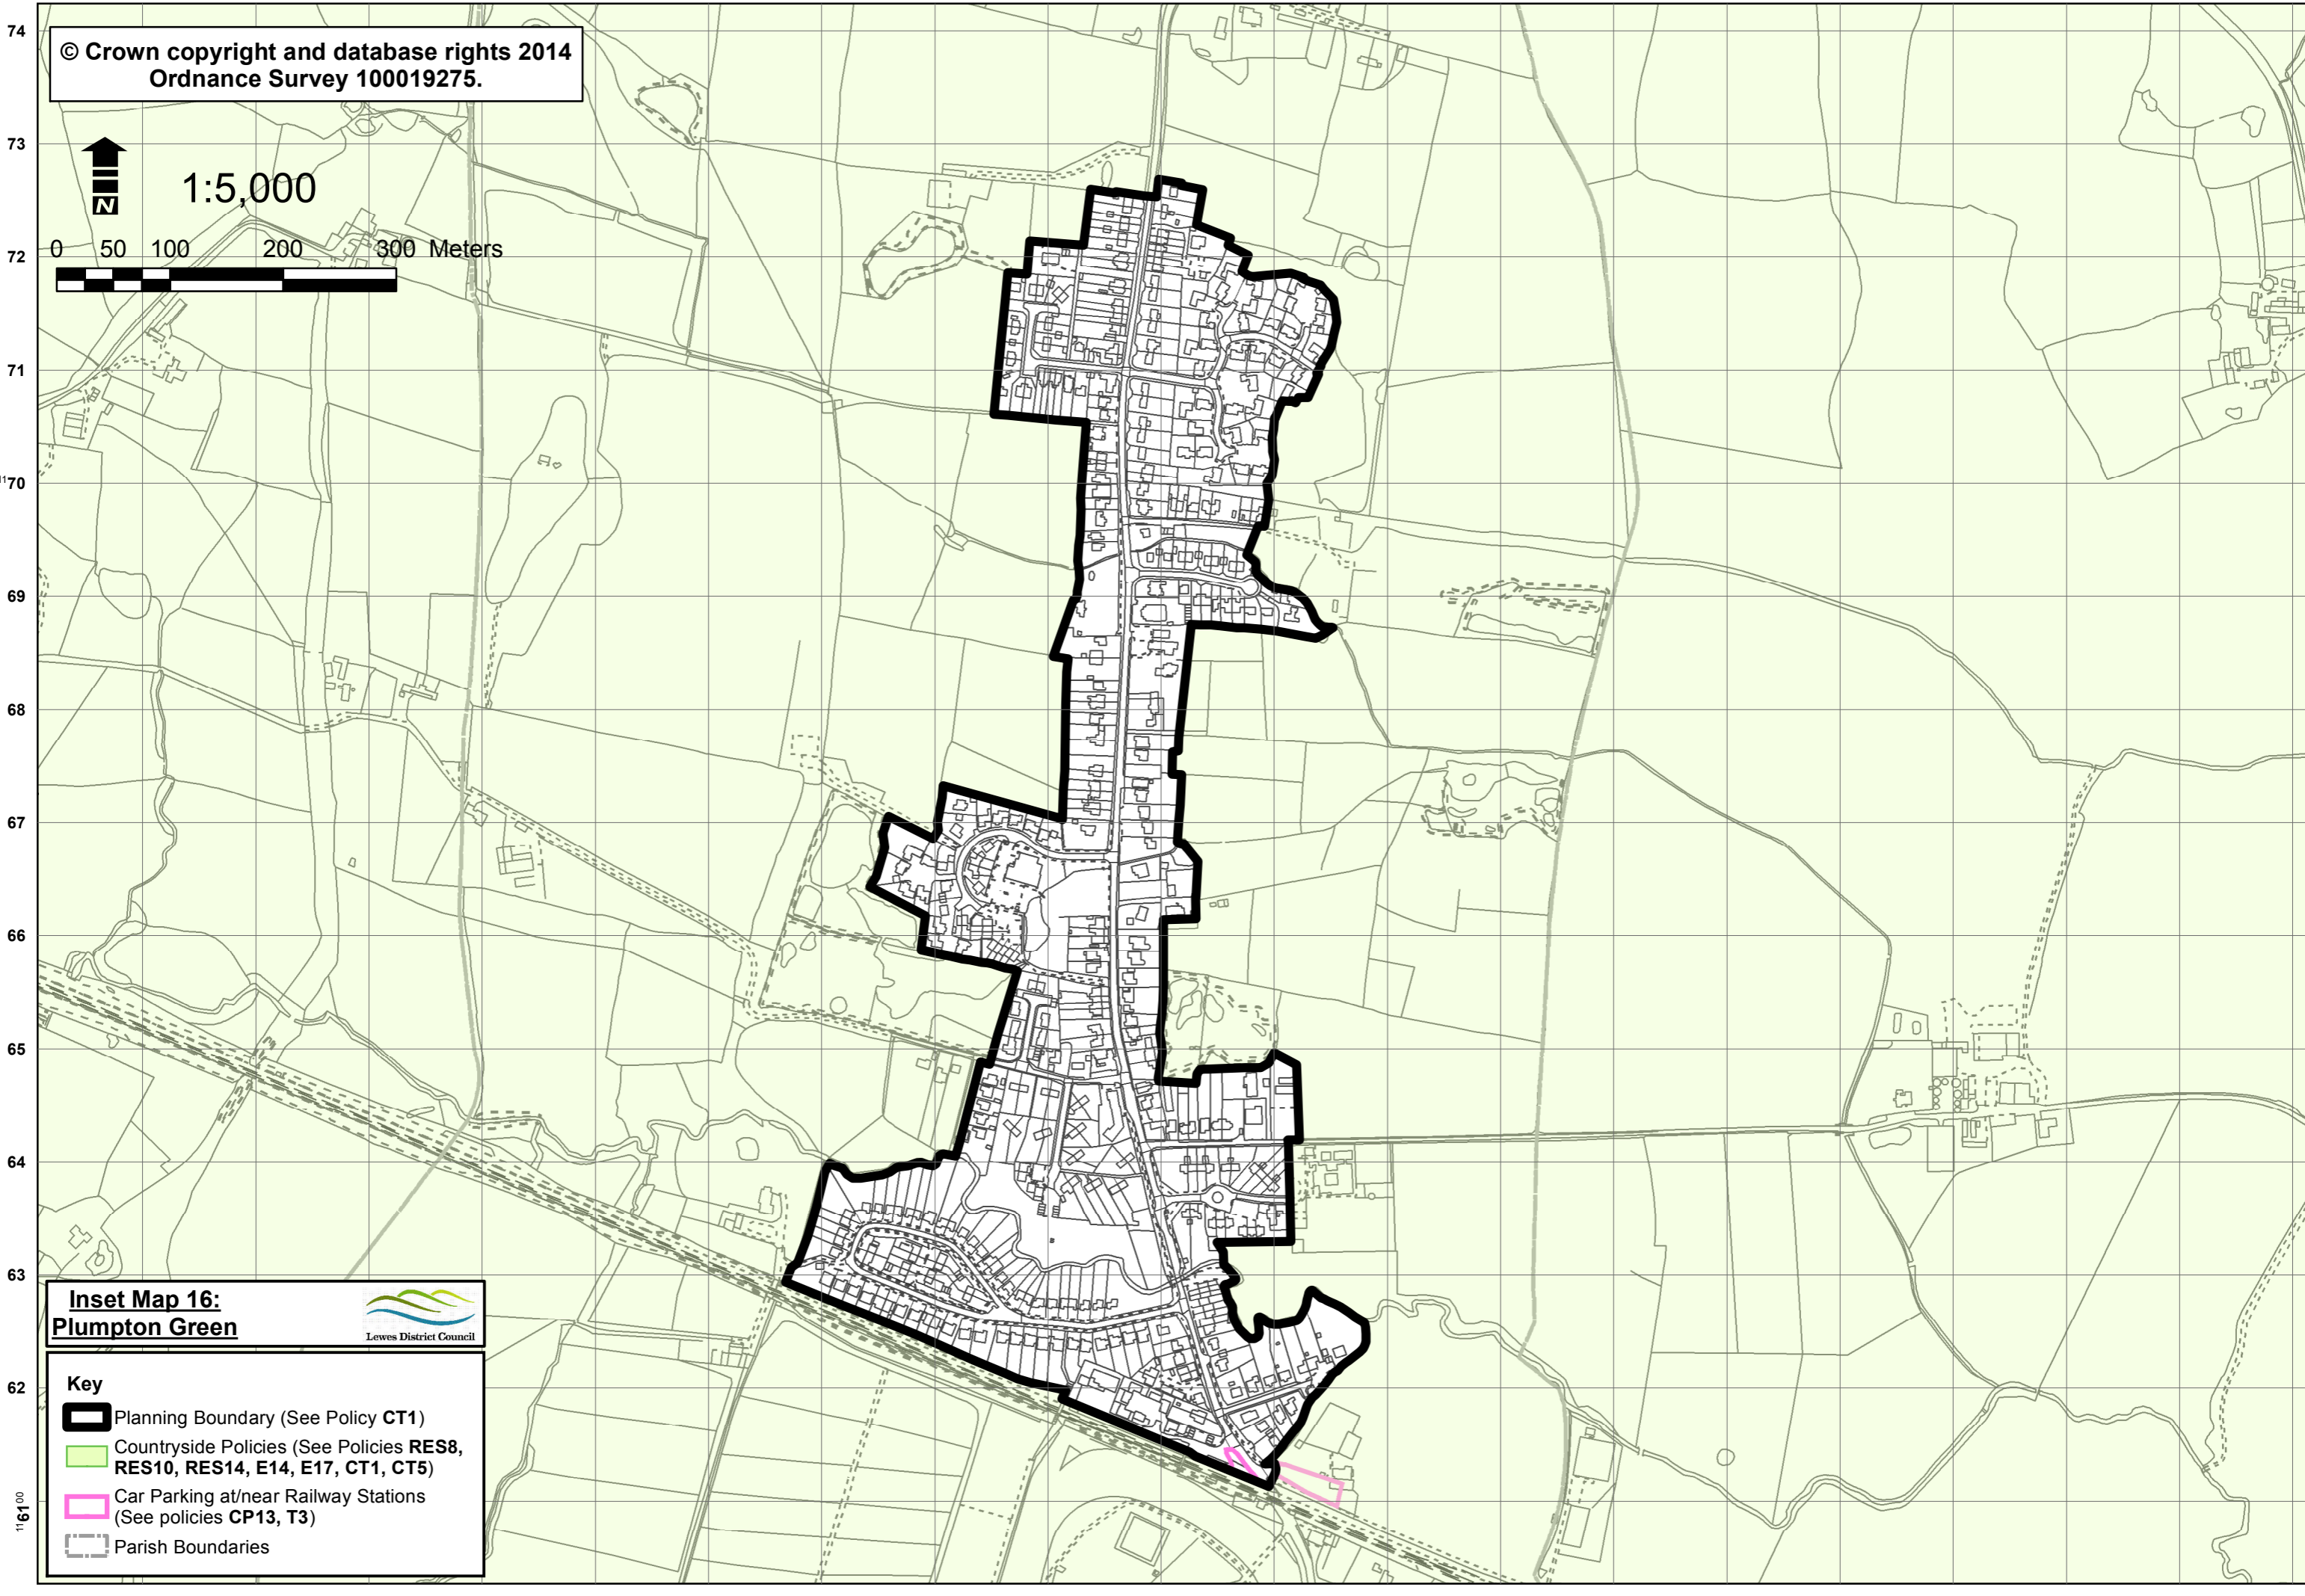 © Crown copyright and database rights 2014
Ordnance Survey 100019275.
N
1:5,000
0 50 100 200 300 Meters
74
73
72
71
1170
69
68
67
66
65
64
63
62
116100
Inset Map 16:
Plumpton Green
Lewes District Council
Key
Planning Boundary (See Policy CT1)
Countryside Policies (See Policies RES8,
RES10, RES14, E14, E17, CT1, CT5)
Car Parking at/near Railway Stations
(See policies CP13, T3)
Parish Boundaries